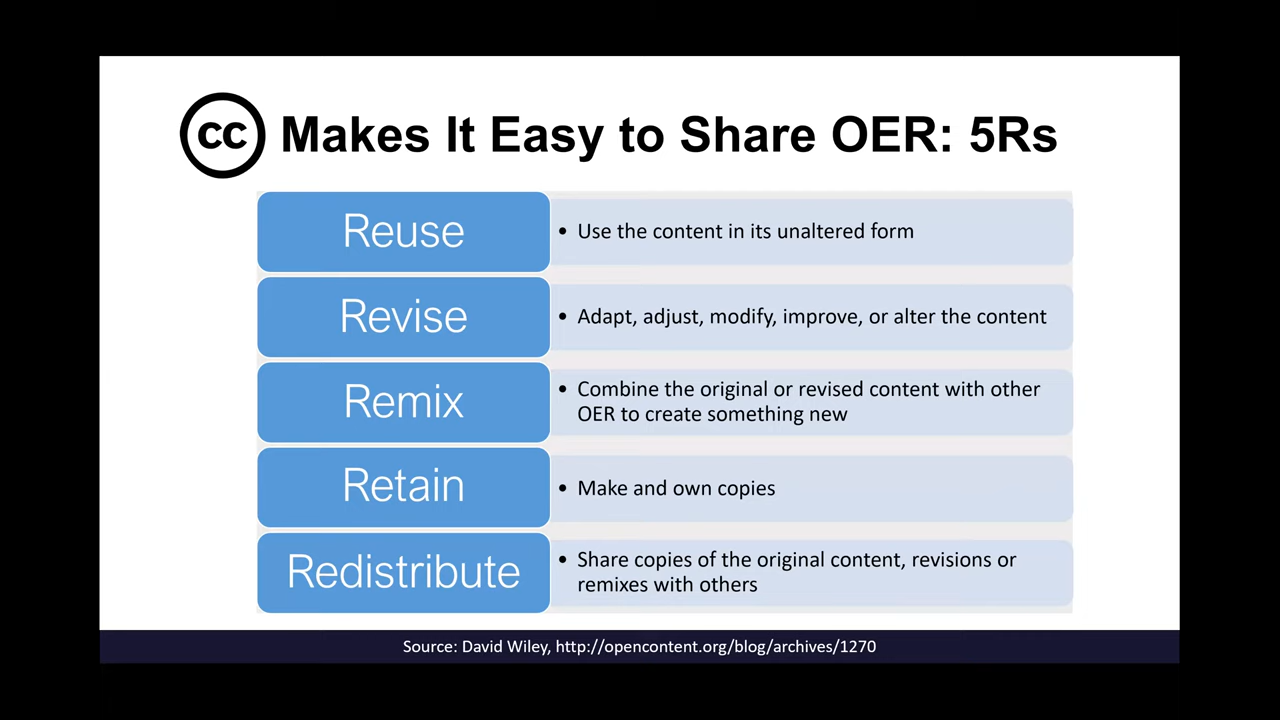 cc Makes It Easy to Share OER: 5Rs
Reuse
• Use the content in its unaltered form
Revise
• Adapt, adjust, modify, improve, or alter the content
Remix
• Combine the original or revised content with other
OER to create something new
Retain
• Make and own copies
Redistribute
• Share copies of the original content, revisions or
remixes with others
Source: David Wiley, http://opencontent.org/blog/archives/1270